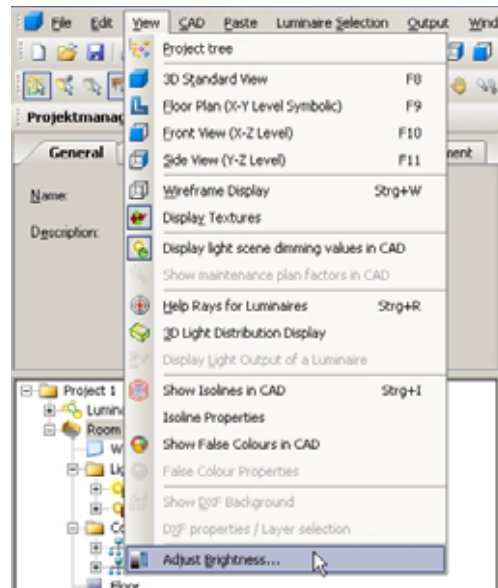 File Edit View CAD Paste Luminaire Selection Output Wind
Project tree
3D Standard View F8
Floor Plan (X-Y Level Symbolic) F9
Projektmanag
Front View (X-Z Level) F10
General
Side View (Y-Z Level) F11
ment
Name:
Wireframe Display Strg+W
Display Textures
Description:
Display light scene dimming values in CAD
Show maintenance plan factors in CAD
Help Rays for Luminaires Strg+R
3D Light Distribution Display
Display Light Output of a Luminaire
Project 1
Show Isolines in CAD Strg+I
Lumina
Isoline Properties
Room
W
Show False Colours in CAD
Lig
False Colour Properties
Show DXF Background
Co
DXF properties / Layer selection
Adjust Brightness...
Floor